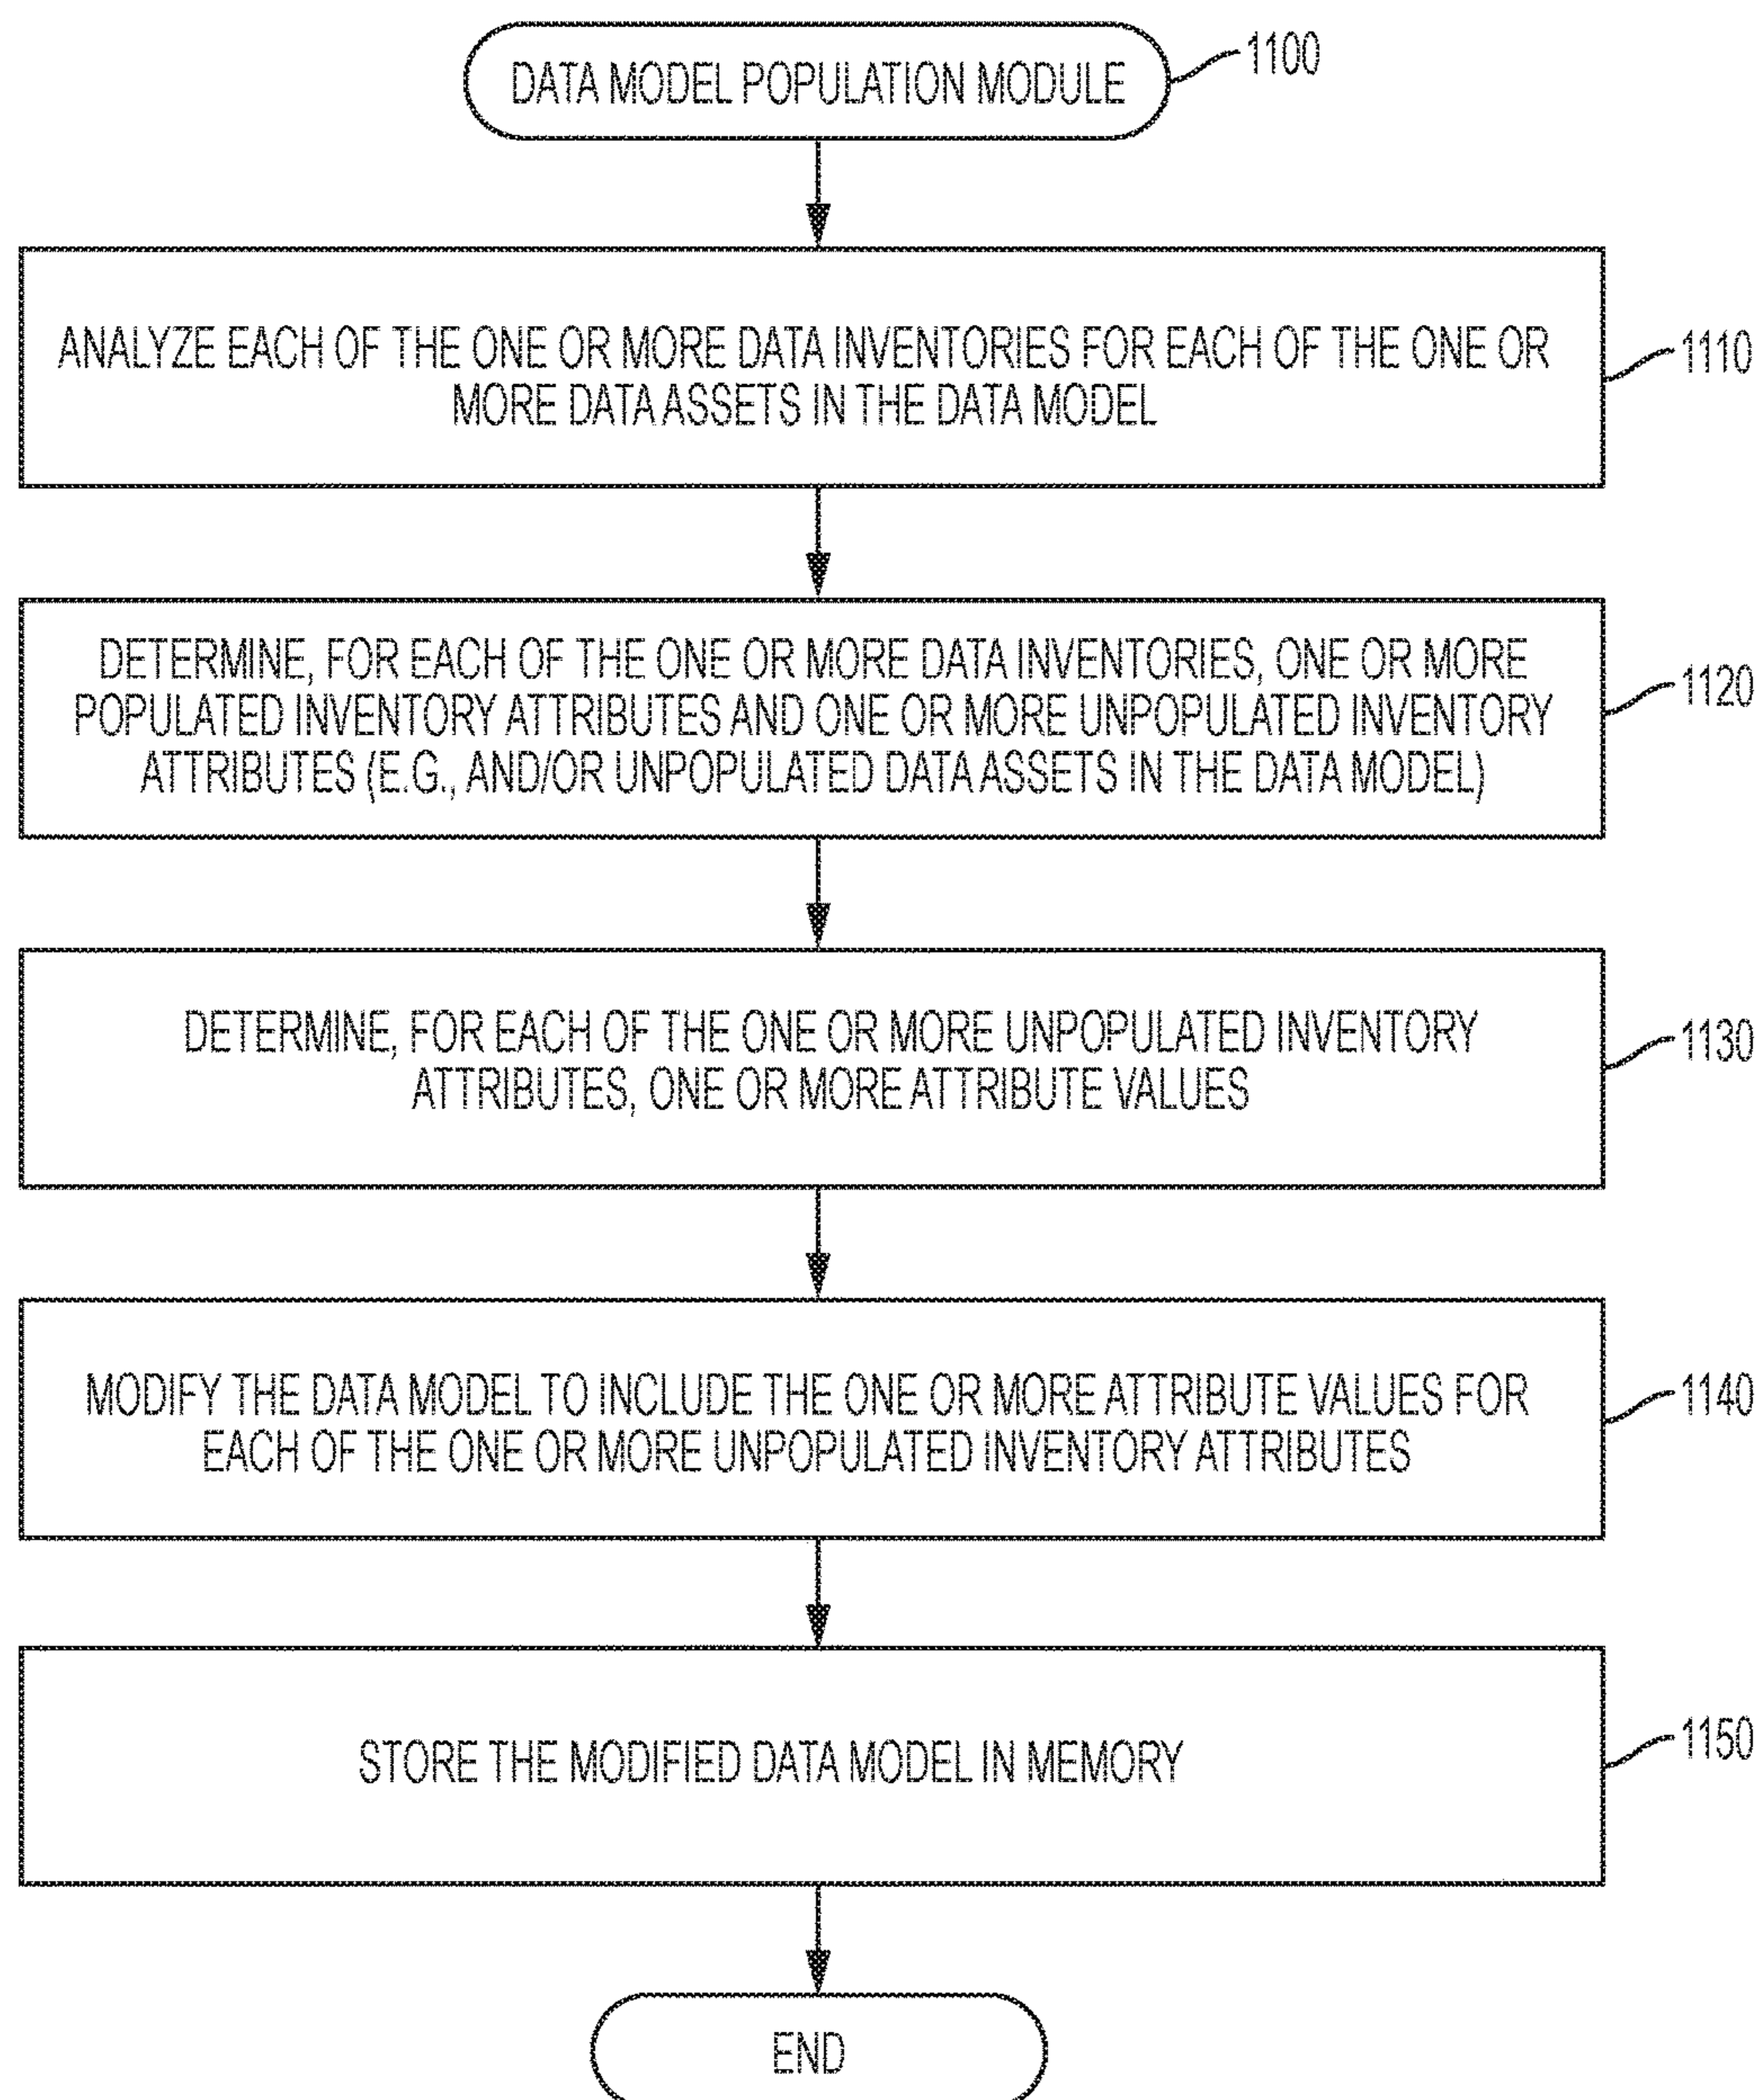 DATA MODEL POPULATION MODULE
1100
ANALYZE EACH OF THE ONE OR MORE DATA INVENTORIES FOR EACH OF THE ONE OR
MORE DATA ASSETS IN THE DATA MODEL
1110
DETERMINE, FOR EACH OF THE ONE OR MORE DATA INVENTORIES, ONE OR MORE
POPULATED INVENTORY ATTRIBUTES AND ONE OR MORE UNPOPULATED INVENTORY
ATTRIBUTES (E.G., AND/OR UNPOPULATED DATA ASSETS IN THE DATA MODEL)
1120
DETERMINE, FOR EACH OF THE ONE OR MORE UNPOPULATED INVENTORY
ATTRIBUTES, ONE OR MORE ATTRIBUTE VALUES
1130
MODIFY THE DATA MODEL TO INCLUDE THE ONE OR MORE ATTRIBUTE VALUES FOR
EACH OF THE ONE OR MORE UNPOPULATED INVENTORY ATTRIBUTES
1140
STORE THE MODIFIED DATA MODEL IN MEMORY
1150
END